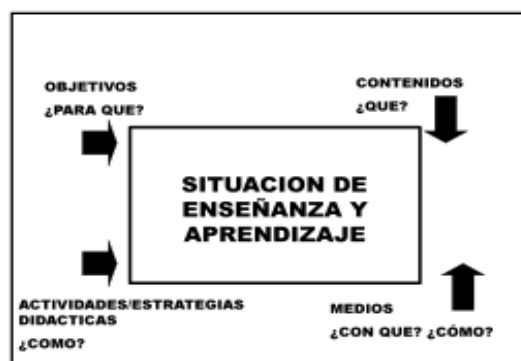 OBJETIVOS
¿PARA QUE?
CONTENIDOS
¿QUE?
SITUACION DE
ENSEÑANZA Y
APRENDIZAJE
ACTIVIDADES/ESTRATEGIAS
DIDACTICAS
¿COMO?
MEDIOS
¿CON QUE? ¿CÓMO?